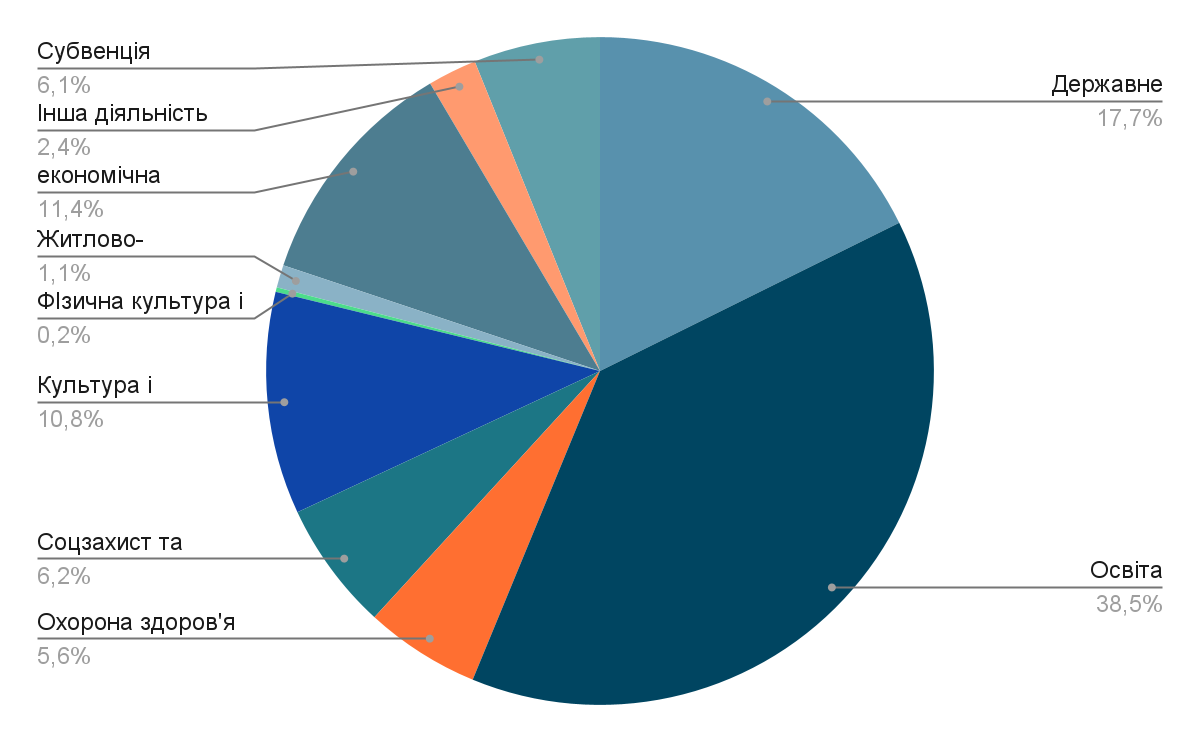 Субвенція
6,1%
Інша діяльність
2,4%
економічна
11,4%
Житлово-
1,1%
ФІзична культура і
0,2%
Культура і
10,8%
Соцзахист та
6,2%
Охорона здоров'я
5,6%
Державне
17,7%
Освіта
38,5%